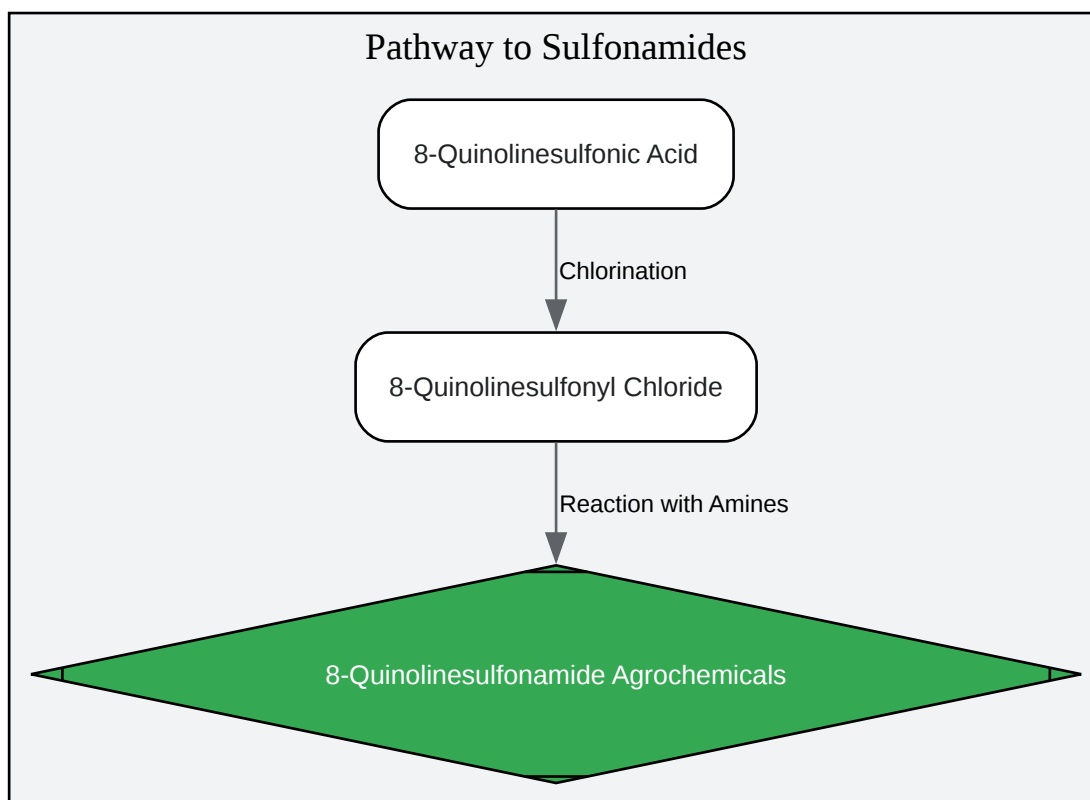 Pathway to Sulfonamides
8-Quinolinesulfonic Acid
Chlorination
8-Quinolinesulfonyl Chloride
Reaction with Amines
8-Quinolinesulfonamide Agrochemicals